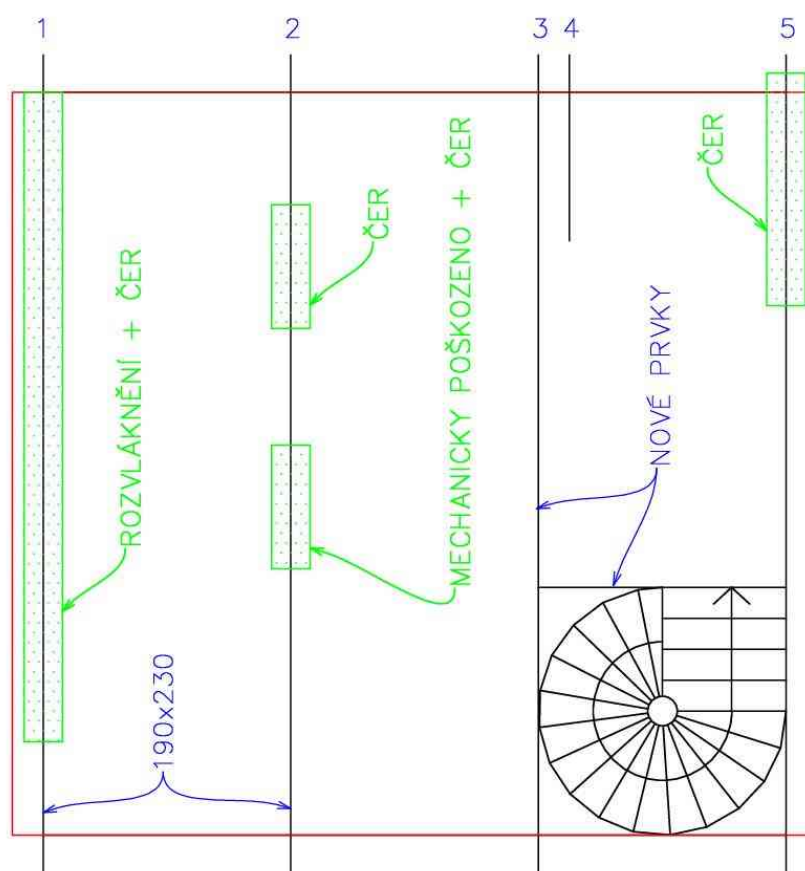 1
2
3
4
5
ROZVLÁKNĚNÍ + ČER
ČER
MECHANICKY POŠKOZENO + ČER
ČER
NOVÉ PRVKY
190x230